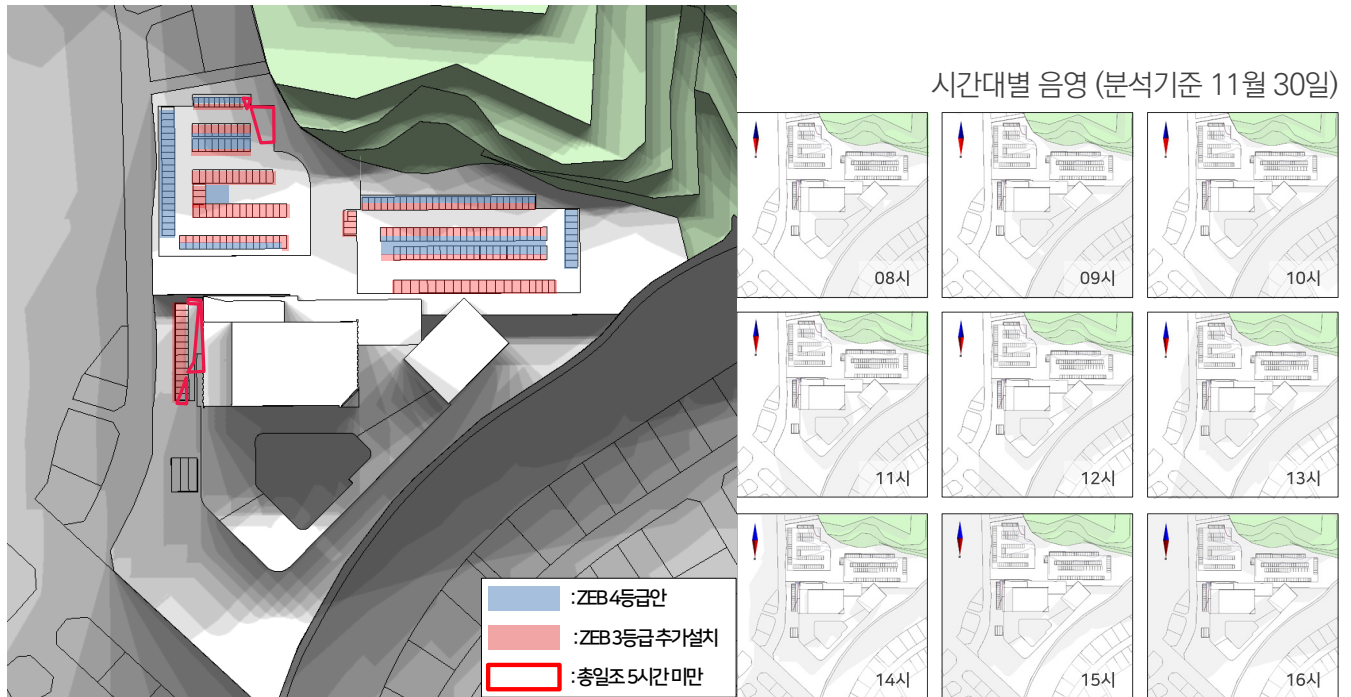 시간대별 음영 (분석기준 11월 30일)
08시
09시
10시
11시
12시
13시
14시
15시
16시
: ZEB 4등급안
: ZEB 3등급 추가설치
: 총일조 5시간 미만